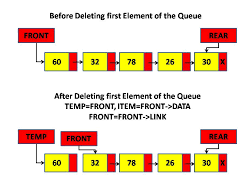 Before Deleting first Element of the Queue
FRONT REAR
60 32 78 26 30 X
After Deleting first Element of the Queue
TEMP=FRONT, ITEM=FRONT->DATA
FRONT=FRONT->LINK
TEMP FRONT REAR
60 32 78 26 30 X